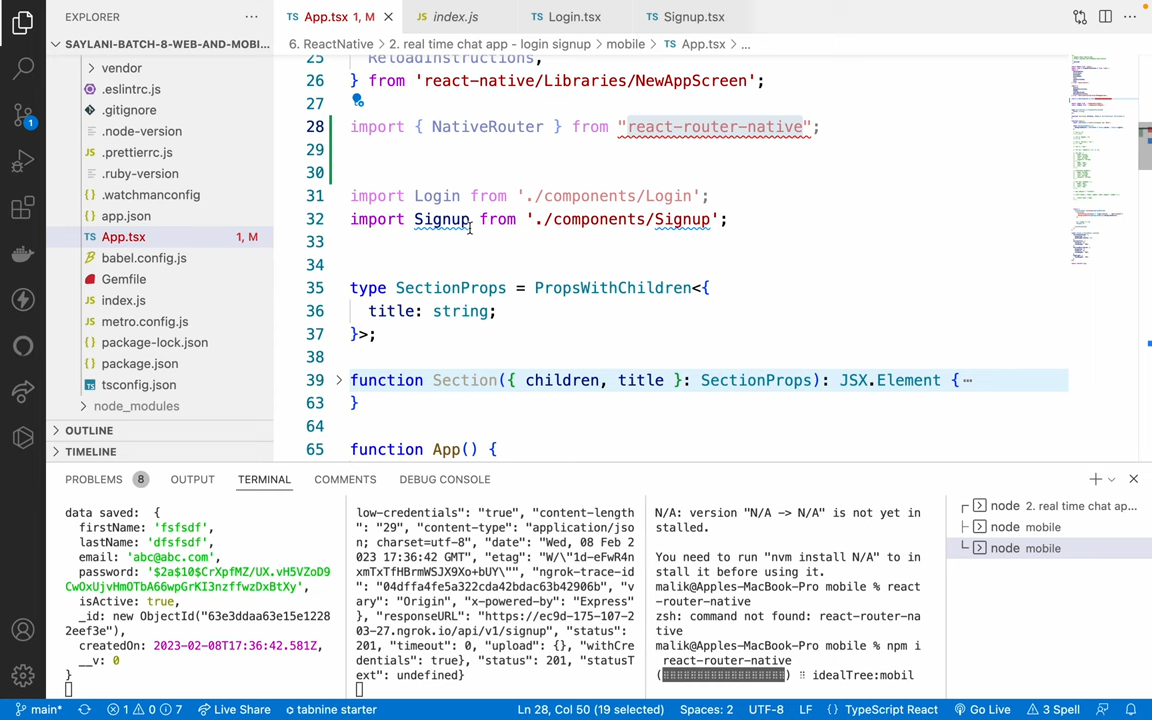 EXPLORER
SAYLANI-BATCH-8-WEB-AND-MOBI...
vendor
.eslintrc.js
.gitignore
.node-version
.prettierrc.js
.ruby-version
.watchmanconfig
app.json
App.tsx 1, M
babel.config.js
Gemfile
index.js
metro.config.js
package-lock.json
package.json
tsconfig.json
node_modules
OUTLINE
TIMELINE
App.tsx 1, M
index.js
Login.tsx
Signup.tsx
6. ReactNative > 2. real time chat app - login signup > mobile > App.tsx > ...
25 ReloadInstructions,
26 } from 'react-native/Libraries/NewAppScreen';
27
28 import { NativeRouter } from "react-router-native";
29
30
31 import Login from './components/Login';
32 import Signup from './components/Signup';
33
34
35 type SectionProps = PropsWithChildren<{
36 title: string;
37 }>;
38
39 function Section({ children, title }: SectionProps): JSX.Element {
63 }
64
65 function App() {
PROBLEMS 8 OUTPUT TERMINAL COMMENTS DEBUG CONSOLE
data saved: {
firstName: 'fsfsdf',
lastName: 'dfsfsdf',
email: 'abc@abc.com',
password: '$2a$10$CrXpfMZ/UX.vH5VZoD9
CwOxUjvHmOTbA66wpGrKI3nzffwzDxBtXy',
isActive: true,
_id: new ObjectId("63e3ddaa63e15e1228
2eef3e"),
createdOn: 2023-02-08T17:36:42.581Z,
__v: 0
}
low-credentials": "true", "content-length
": "29", "content-type": "application/jso
n; charset=utf-8", "date": "Wed, 08 Feb 2
023 17:36:42 GMT", "etag": "W/\"1d-eFwR4n
xmTxTfHBrmWSJX9Xo+bUY\"", "ngrok-trace-id
": "04dffa4fe5a322cda42bdac63b42906b", "v
ary": "Origin", "x-powered-by": "Express"
}, "responseURL": "https://ec9d-175-107-2
03-27.ngrok.io/api/v1/signup", "status":
201, "timeout": 0, "upload": {}, "withCre
dentials": true}, "status": 201, "statusT
ext": undefined}
N/A: version "N/A -> N/A" is not yet in
stalled.
You need to run "nvm install N/A" to in
stall it before using it.
malik@Apples-MacBook-Pro mobile % react
-router-native
zsh: command not found: react-router-na
tive
malik@Apples-MacBook-Pro mobile % npm i
react-router-native
idealTree:mobil
node 2. real time chat ap...
node mobile
node mobile
1
main* 1 0 7 Live Share tabnine starter Ln 28, Col 50 (19 selected) Spaces: 2 UTF-8 LF {} TypeScript React Go Live 3 Spell